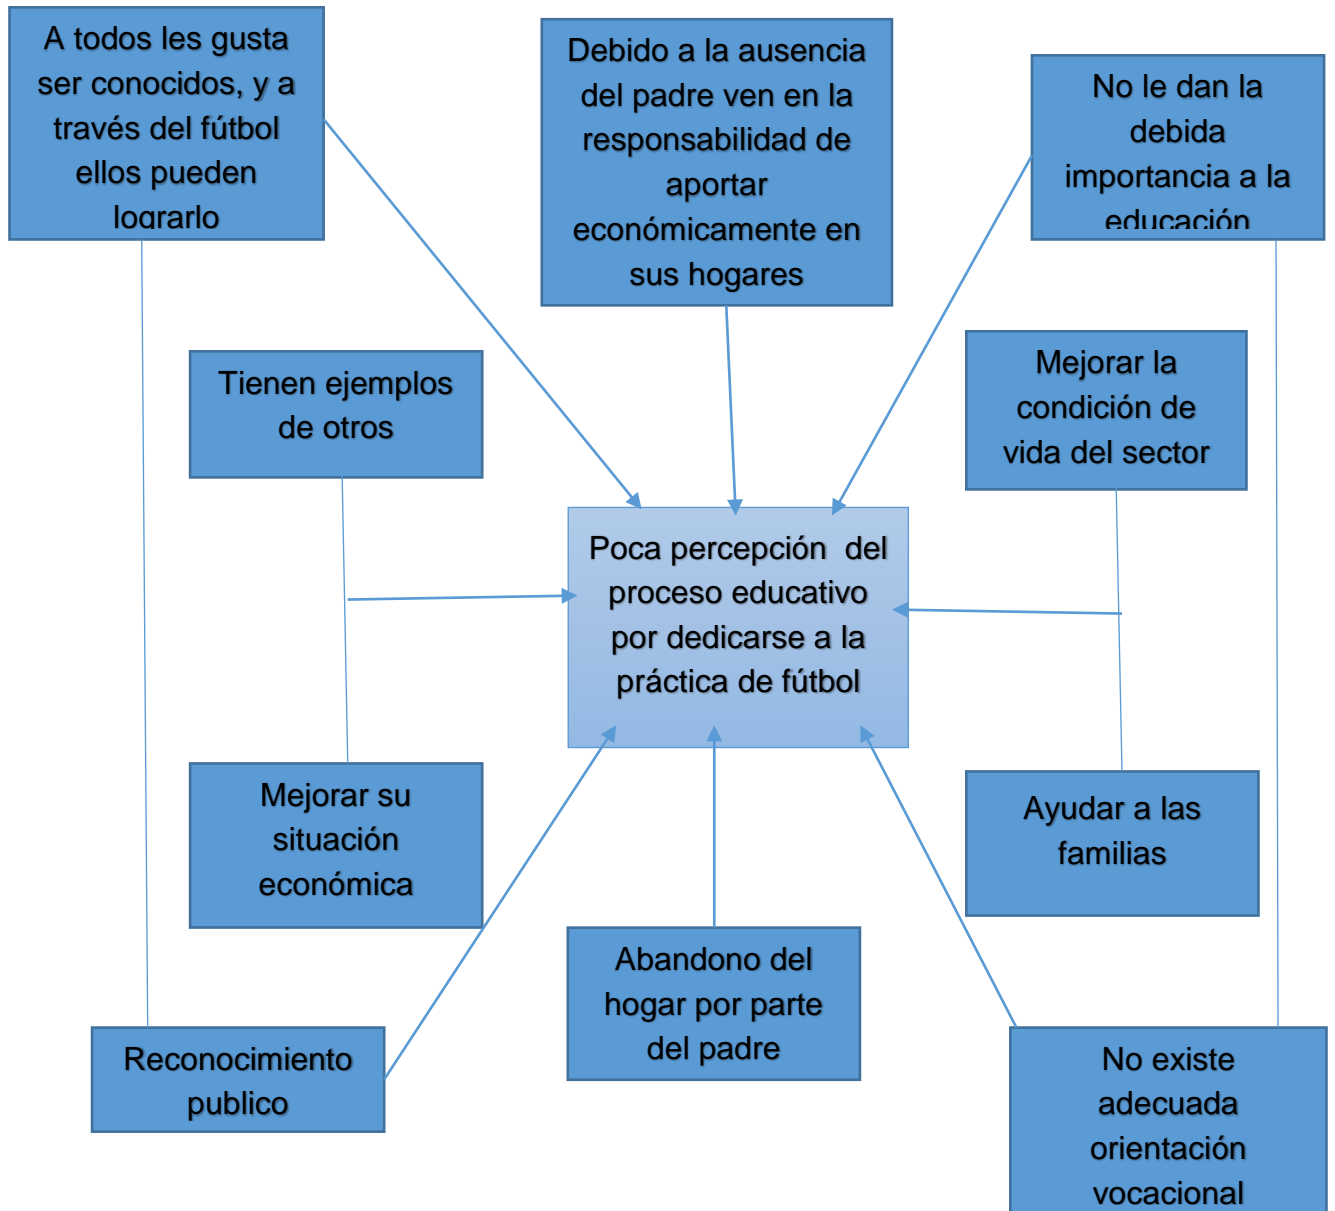 A todos les gusta
ser conocidos, y a
través del fútbol
ellos pueden
lograrlo
Debido a la ausencia
del padre ven en la
responsabilidad de
aportar
económicamente en
sus hogares
No le dan la
debida
importancia a la
educación
Tienen ejemplos
de otros
Mejorar la
condición de
vida del sector
Poca percepción  del
proceso educativo
por dedicarse a la
práctica de fútbol
Mejorar su
situación
económica
Ayudar a las
familias
Abandono del
hogar por parte
del padre
Reconocimiento
publico
No existe
adecuada
orientación
vocacional